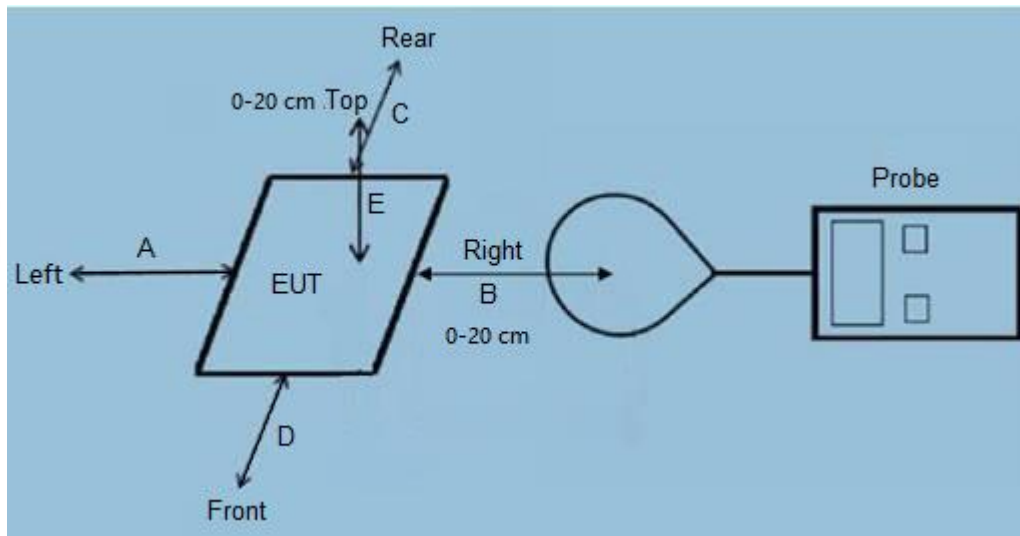 Rear
0-20 cm .Top
C
Probe
E
A
Right
Left
EUT
B
0-20 cm
D
Front